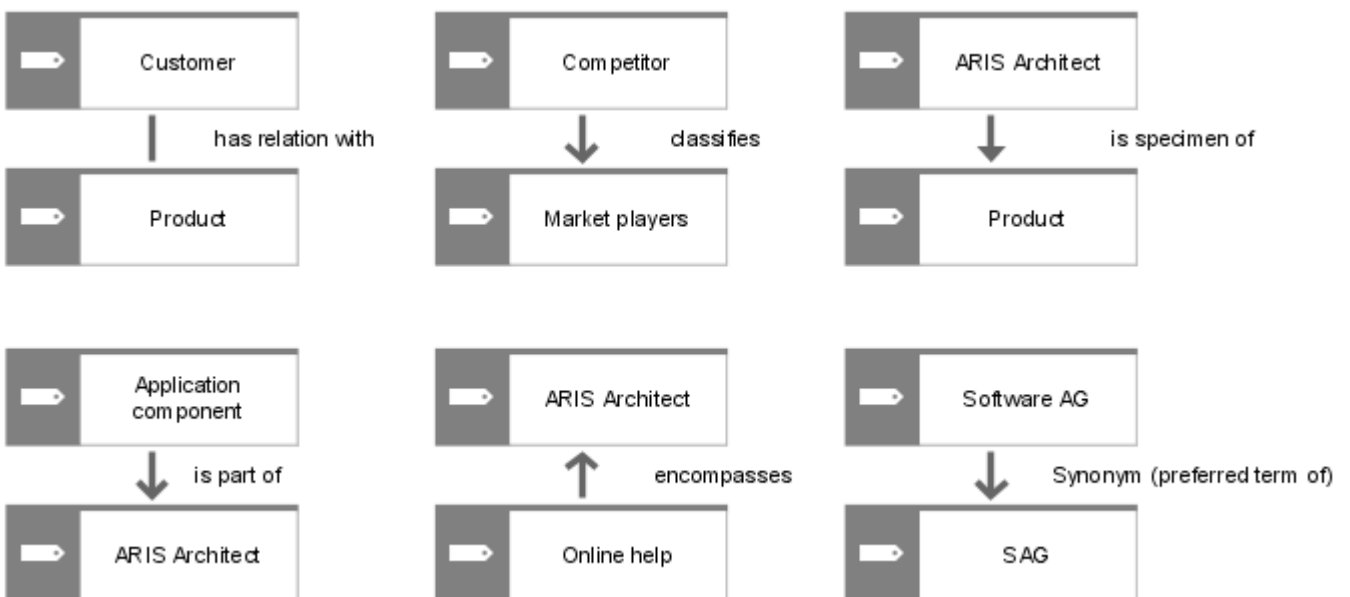 Customer
Competitor
ARIS Architect
has relation with
classifies
is specimen of
Product
Market players
Product
Application
component
ARIS Architect
Software AG
is part of
encompasses
Synonym (preferred term of)
ARIS Architect
Online help
SAG